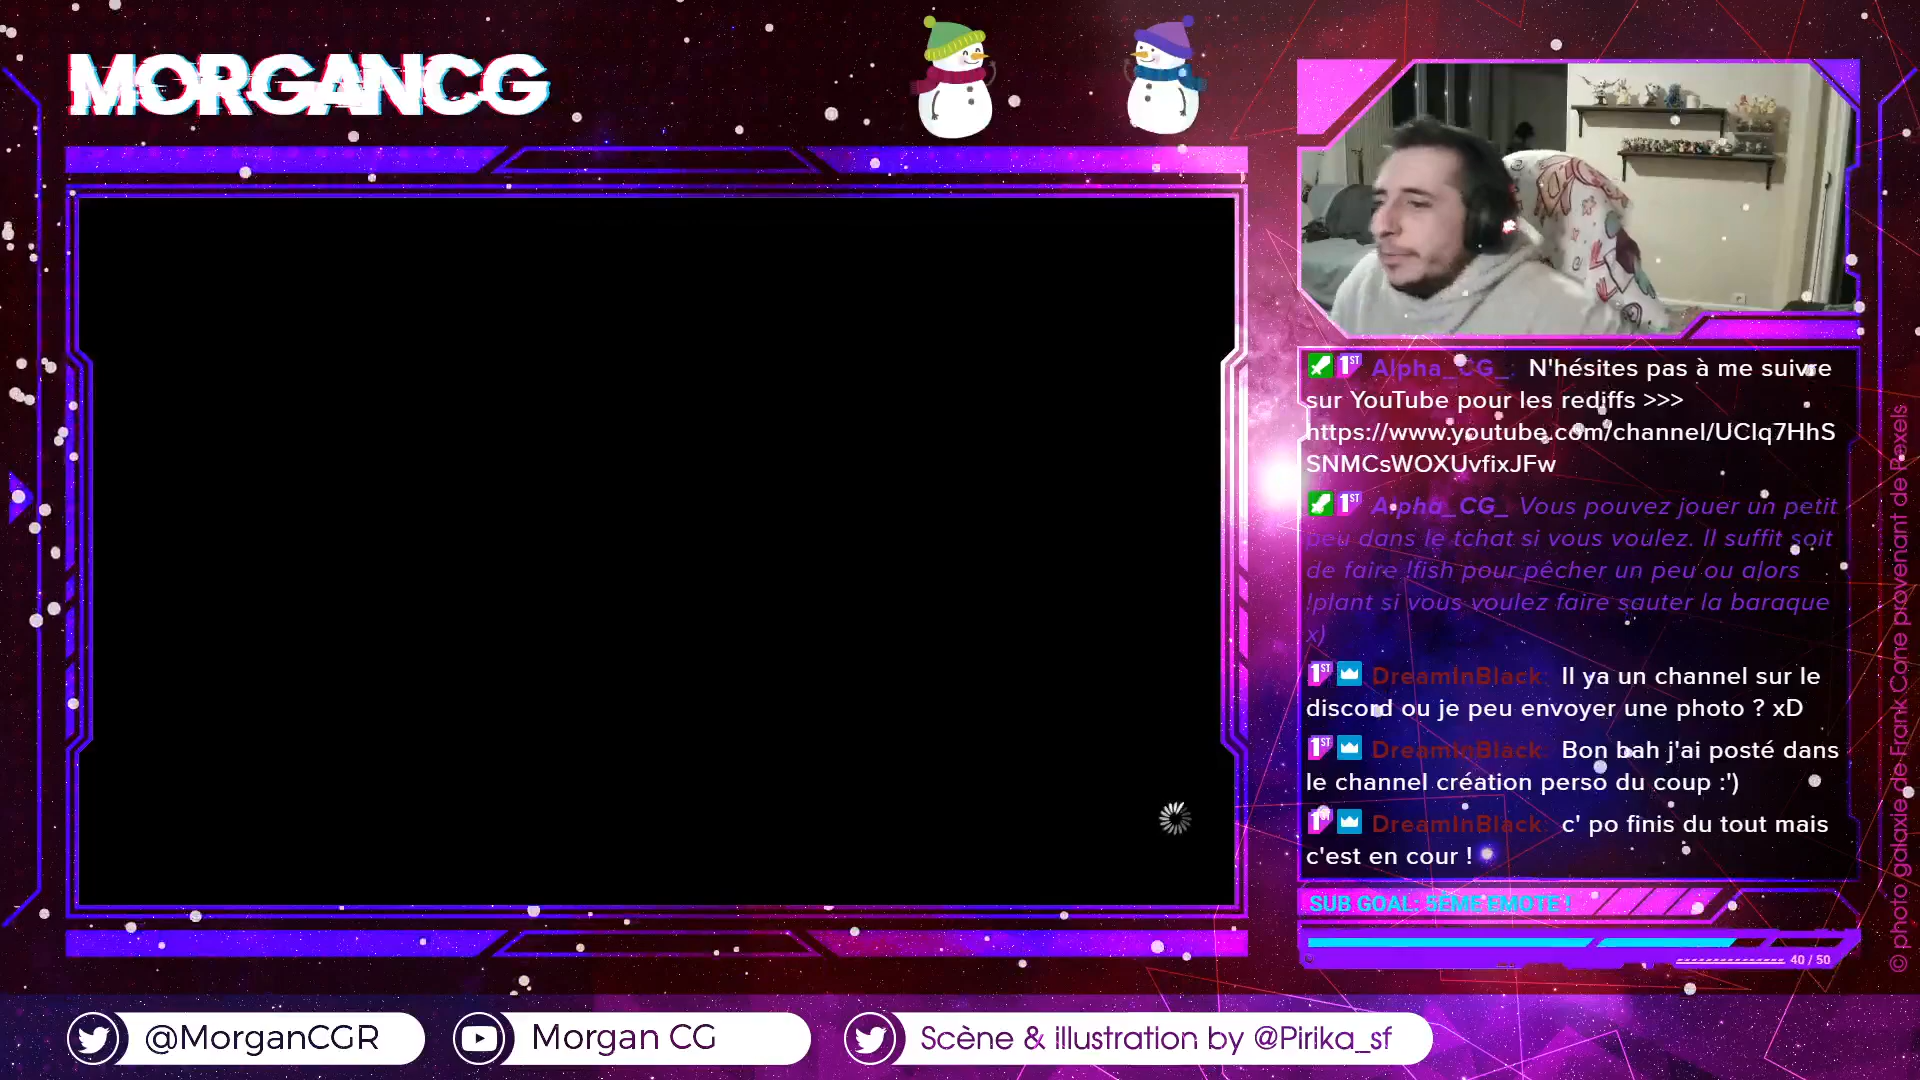 MORGANCG
Alpha_CG_: N'hésites pas à me suivre
sur YouTube pour les rediffs >>>
https://www.youtube.com/channel/UClq7HhS
SNMCsWOXUvfixJFw
Alpha_CG_ Vous pouvez jouer un petit
peu dans le tchat si vous voulez. Il suffit soit
de faire !fish pour pêcher un peu ou alors
!plant si vous voulez faire sauter la baraque
x)
DreamInBlack: Il ya un channel sur le
discord ou je peu envoyer une photo ? xD
DreamInBlack: Bon bah j'ai posté dans
le channel création perso du coup :')
DreamInBlack: c' po finis du tout mais
c'est en cour !
SUB GOAL: 5ÈME EMOTE !
40 / 50
© photo galaxie de Frank Cone provenant de Pexels
@MorganCGR
Morgan CG
Scène & illustration by @Pirika_sf